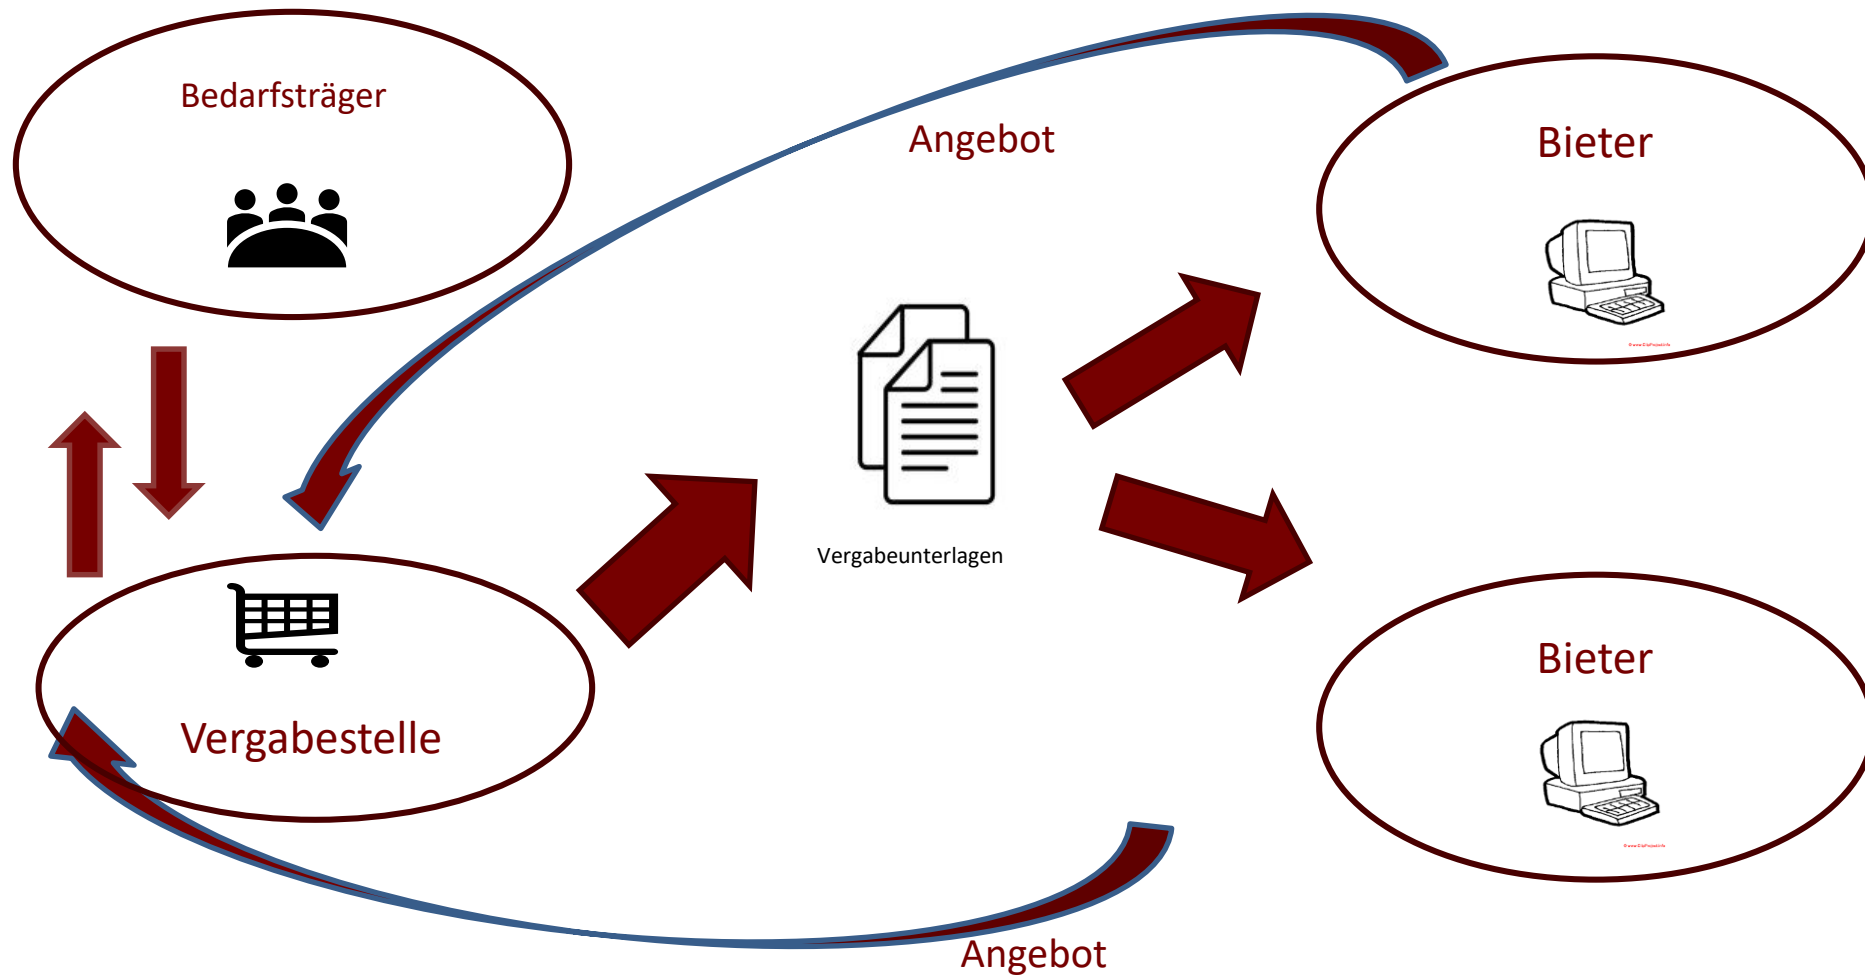 Bedarfsträger
Angebot
Bieter
Vergabeunterlagen
Vergabestelle
Bieter
Angebot